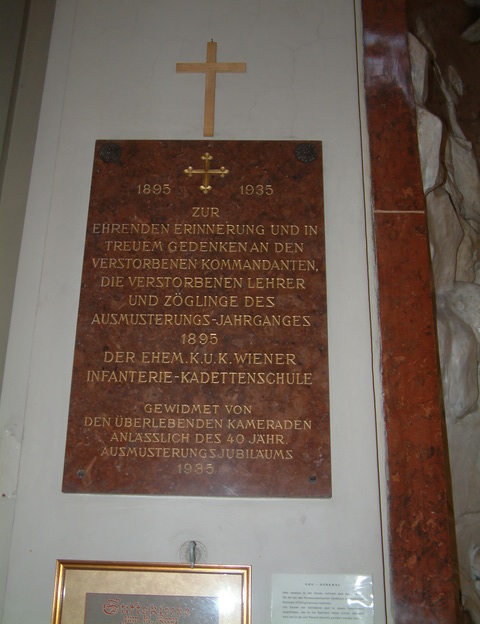 1895 1935
ZUR
EHRENDEN ERINNERUNG UND IN
TREUEM GEDENKEN AN DEN
VERSTORBENEN KOMMANDANTEN,
DIE VERSTORBENEN LEHRER
UND ZÖGLINGE DES
AUSMUSTERUNGS-JAHRGANGES
1895
DER EHEM. K.U.K. WIENER
INFANTERIE-KADETTENSCHULE
GEWIDMET VON
DEN ÜBERLEBENDEN KAMERADEN
ANLÄSSLICH DES 40 JÄHR.
AUSMUSTERUNGSJUBILÄUMS
1935